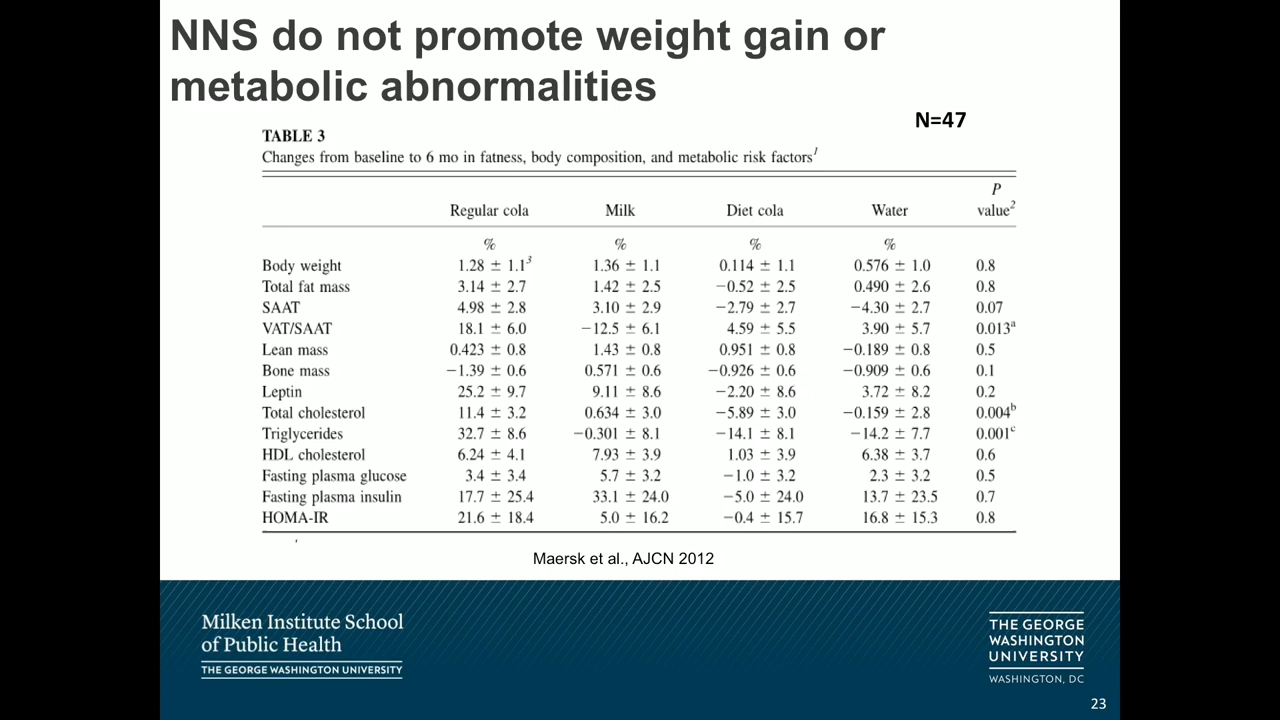 NNS do not promote weight gain or
metabolic abnormalities
N=47
TABLE 3
Changes from baseline to 6 mo in fatness, body composition, and metabolic risk factors¹
P
Regular cola Milk Diet cola Water value²
% % % %
Body weight 1.28 ± 1.1³ 1.36 ± 1.1 0.114 ± 1.1 0.576 ± 1.0 0.8
Total fat mass 3.14 ± 2.7 1.42 ± 2.5 −0.52 ± 2.5 0.490 ± 2.6 0.8
SAAT 4.98 ± 2.8 3.10 ± 2.9 −2.79 ± 2.7 −4.30 ± 2.7 0.07
VAT/SAAT 18.1 ± 6.0 −12.5 ± 6.1 4.59 ± 5.5 3.90 ± 5.7 0.013ᵃ
Lean mass 0.423 ± 0.8 1.43 ± 0.8 0.951 ± 0.8 −0.189 ± 0.8 0.5
Bone mass −1.39 ± 0.6 0.571 ± 0.6 −0.926 ± 0.6 −0.909 ± 0.6 0.1
Leptin 25.2 ± 9.7 9.11 ± 8.6 −2.20 ± 8.6 3.72 ± 8.2 0.2
Total cholesterol 11.4 ± 3.2 0.634 ± 3.0 −5.89 ± 3.0 −0.159 ± 2.8 0.004ᵇ
Triglycerides 32.7 ± 8.6 −0.301 ± 8.1 −14.1 ± 8.1 −14.2 ± 7.7 0.001ᶜ
HDL cholesterol 6.24 ± 4.1 7.93 ± 3.9 1.03 ± 3.9 6.38 ± 3.7 0.6
Fasting plasma glucose 3.4 ± 3.4 5.7 ± 3.2 −1.0 ± 3.2 2.3 ± 3.2 0.5
Fasting plasma insulin 17.7 ± 25.4 33.1 ± 24.0 −5.0 ± 24.0 13.7 ± 23.5 0.7
HOMA-IR 21.6 ± 18.4 5.0 ± 16.2 −0.4 ± 15.7 16.8 ± 15.3 0.8
Maersk et al., AJCN 2012
Milken Institute School
of Public Health
THE GEORGE WASHINGTON UNIVERSITY
THE GEORGE
WASHINGTON
UNIVERSITY
WASHINGTON, DC
23